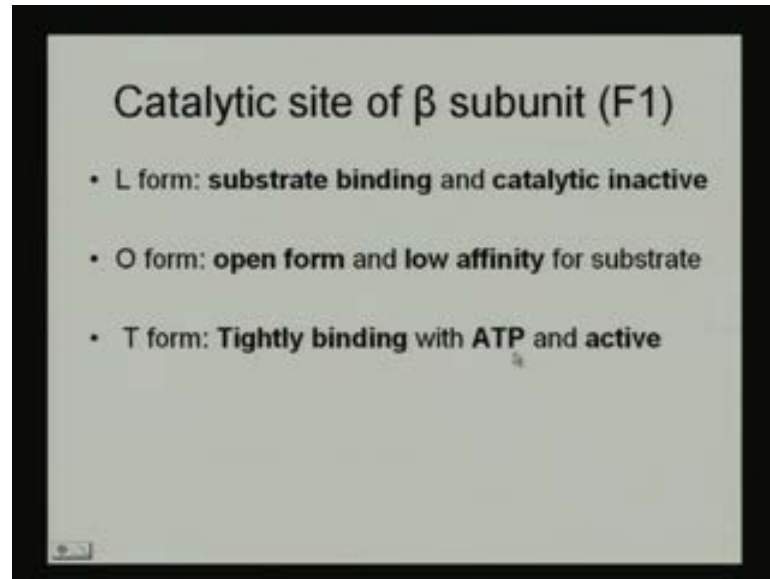 Catalytic site of β subunit (F1)
• L form: substrate binding and catalytic inactive
• O form: open form and low affinity for substrate
• T form: Tightly binding with ATP and active